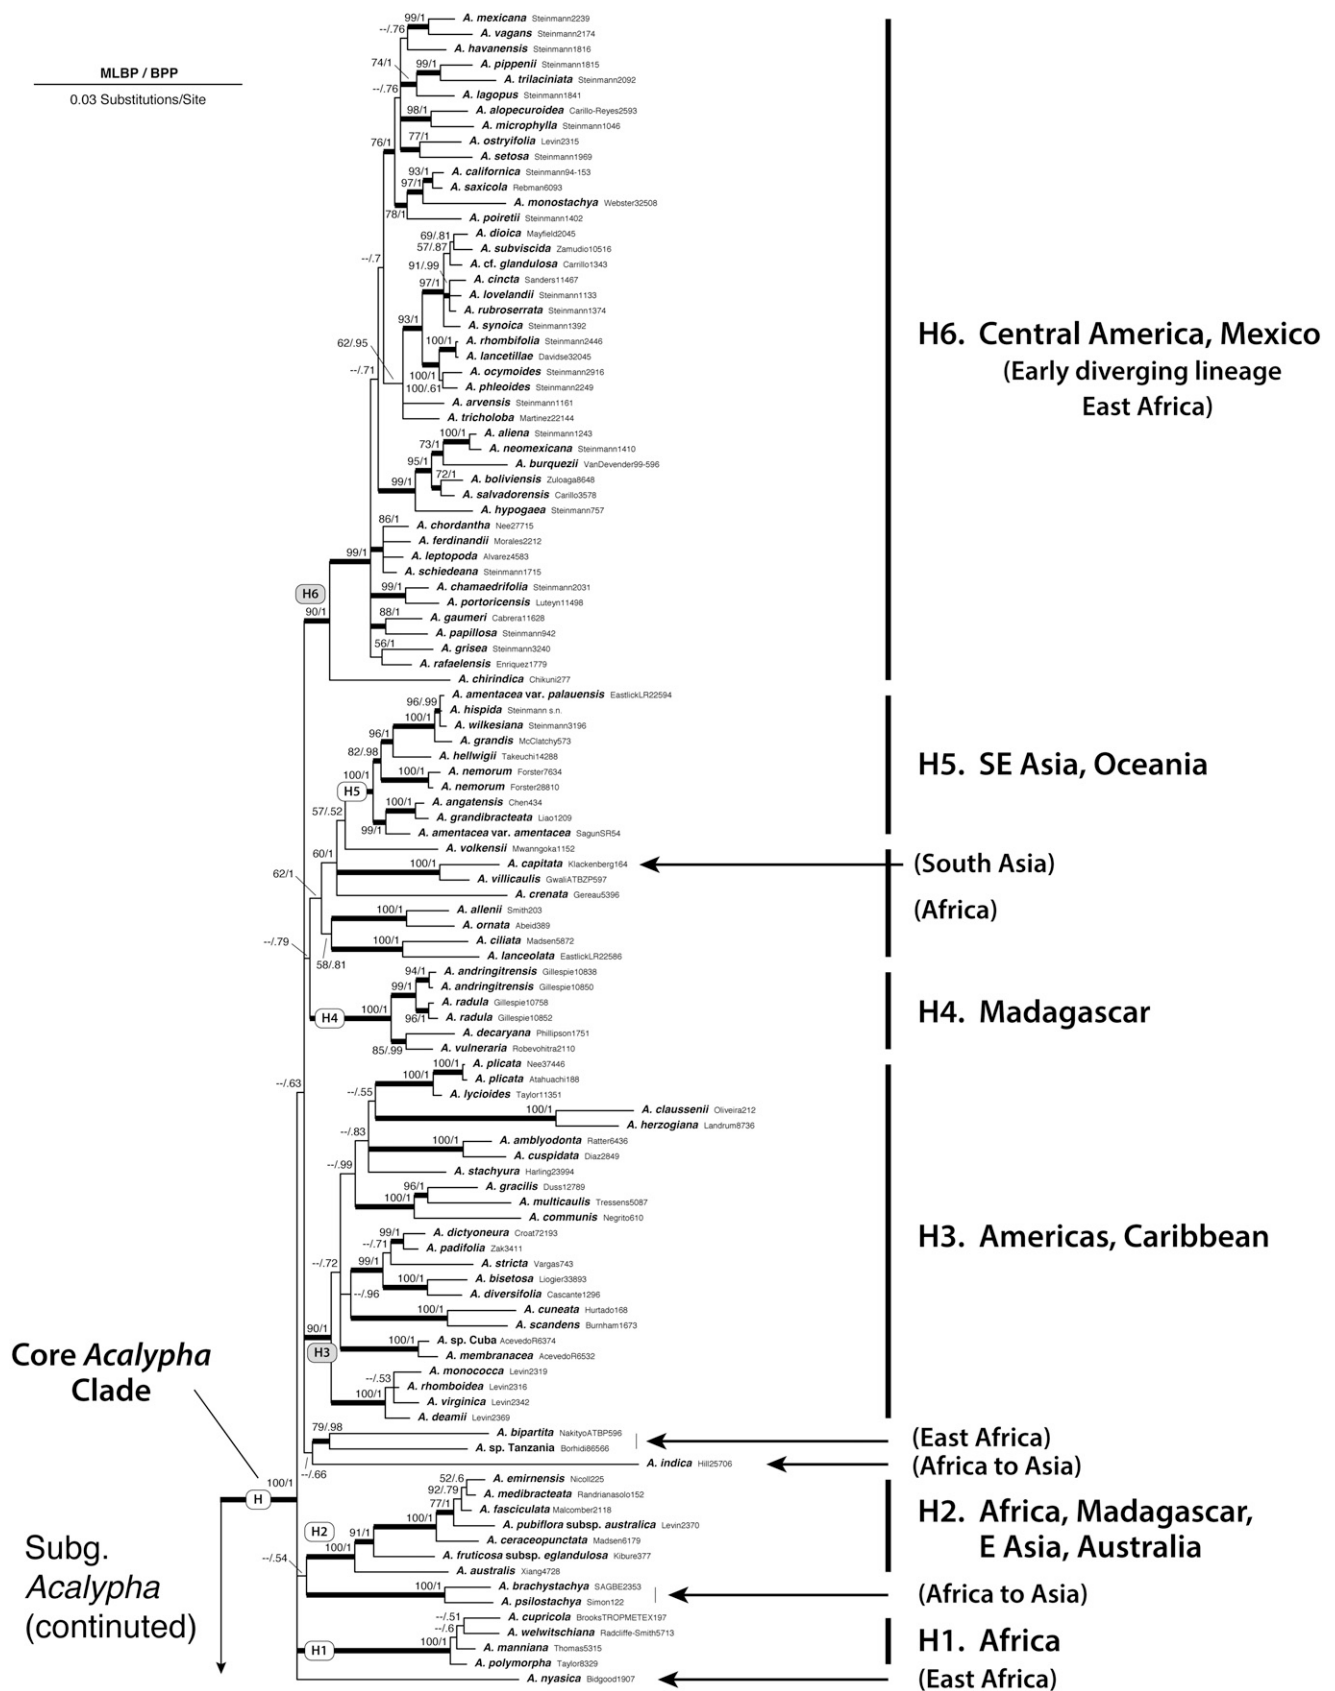 MLBP / BPP
0.03 Substitutions/Site
99/1
A. mexicana Steinmann2239
--/.76
A. vagans Steinmann2174
A. havanensis Steinmann1816
74/1
99/1
A. pippenii Steinmann1815
A. trilaciniata Steinmann2092
--/.76
A. lagopus Steinmann1841
98/1
A. alopecuroidea Carillo-Reyes2593
A. microphylla Steinmann1046
76/1
77/1
A. ostryifolia Levin2315
A. setosa Steinmann1969
93/1
A. californica Steinmann94-153
97/1
A. saxicola Rebman6093
A. monostachya Webster32508
78/1
A. poiretii Steinmann1402
69/.81
A. dioica Mayfield2045
57/.87
A. subviscida Zamudio10516
--/.7
91/.99
A. cf. glandulosa Carrillo1343
97/1
A. cincta Sanders11467
A. lovelandii Steinmann1133
A. rubroserrata Steinmann1374
93/1
A. synoica Steinmann1392
62/.95
100/1
A. rhombifolia Steinmann2446
A. lancetillae Davidse32045
--/.71
100/1
A. ocymoides Steinmann2916
100/.61
A. phleoides Steinmann2249
A. arvensis Steinmann1161
A. tricholoba Martinez22144
100/1
A. aliena Steinmann1243
73/1
A. neomexicana Steinmann1410
95/1
A. burquezii VanDevender99-596
99/1
72/1
A. boliviensis Zuloaga8648
A. salvadorensis Carillo3578
A. hypogaea Steinmann757
86/1
A. chordantha Nee27715
A. ferdinandii Morales2212
99/1
A. leptopoda Alvarez4583
A. schiedeana Steinmann1715
H6
99/1
A. chamaedrifolia Steinmann2031
A. portoricensis Luteyn11498
90/1
88/1
A. gaumeri Cabrera11628
A. papillosa Steinmann942
56/1
A. grisea Steinmann3240
A. rafaelensis Enriquez1779
A. chirindica Chikuni277
H6. Central America, Mexico
(Early diverging lineage
East Africa)
A. amentacea var. palauensis EastlickLR22594
96/.99
A. hispida Steinmann s.n.
100/1
A. wilkesiana Steinmann3196
96/1
A. grandis McClatchy573
82/.98
A. hellwigii Takeuchi14288
100/1
100/1
A. nemorum Forster7634
H5
A. nemorum Forster28810
100/1
A. angatensis Chen434
57/.52
A. grandibracteata Liao1209
99/1
A. amentacea var. amentacea SagunSR54
H5. SE Asia, Oceania
A. volkensii Mwanngoka1152
60/1
100/1
A. capitata Klackenberg164
(South Asia)
62/1
A. villicaulis GwaliATBZP597
A. crenata Gereau5396
100/1
A. allenii Smith203
(Africa)
A. ornata Abeid389
--/.79
100/1
A. ciliata Madsen5872
58/.81
A. lanceolata EastlickLR22586
94/1
A. andringitrensis Gillespie10838
99/1
A. andringitrensis Gillespie10850
100/1
A. radula Gillespie10758
H4
96/1
A. radula Gillespie10852
A. decaryana Phillipson1751
85/.99
A. vulneraria Robevohitra2110
H4. Madagascar
100/1
A. plicata Nee37446
--/.63
100/1
A. plicata Atahuachi188
--/.55
A. lycioides Taylor11351
100/1
A. claussenii Oliveira212
A. herzogiana Landrum8736
--/.83
100/1
A. amblyodonta Ratter6436
A. cuspidata Diaz2849
--/.99
A. stachyura Harling23994
96/1
A. gracilis Duss12789
100/1
A. multicaulis Tressens5087
A. communis Negrito610
99/1
A. dictyoneura Croat72193
--/.71
A. padifolia Zak3411
--/.72
99/1
A. stricta Vargas743
100/1
A. bisetosa Liogier33893
--/.96
A. diversifolia Cascante1296
100/1
A. cuneata Hurtado168
A. scandens Burnham1673
90/1
100/1
A. sp. Cuba AcevedoR6374
H3
A. membranacea AcevedoR6532
--/.53
A. monococca Levin2319
A. rhomboidea Levin2316
100/1
A. virginica Levin2342
A. deamii Levin2369
H3. Americas, Caribbean
Core Acalypha
Clade
79/.98
A. bipartita NakityoATBP596
(East Africa)
A. sp. Tanzania Borhidi86566
--/.66
A. indica Hill25706
(Africa to Asia)
100/1
H
52/.6
A. emirnensis Nicoll225
92/.79
A. medibracteata Randrianasolo152
77/1
A. fasciculata Malcomber2118
100/1
A. pubiflora subsp. australica Levin2370
H2
91/1
A. ceraceopunctata Madsen6179
100/1
A. fruticosa subsp. eglandulosa Kibure377
A. australis Xiang4728
H2. Africa, Madagascar,
E Asia, Australia
--/.54
100/1
A. brachystachya SAGBE2353
(Africa to Asia)
A. psilostachya Simon122
Subg.
Acalypha
(continuted)
--/.51
A. cupricola BrooksTROPMETEX197
--/.6
A. welwitschiana Radcliffe-Smith5713
H1
100/1
A. manniana Thomas5315
A. polymorpha Taylor8329
H1. Africa
A. nyasica Bidgood1907
(East Africa)